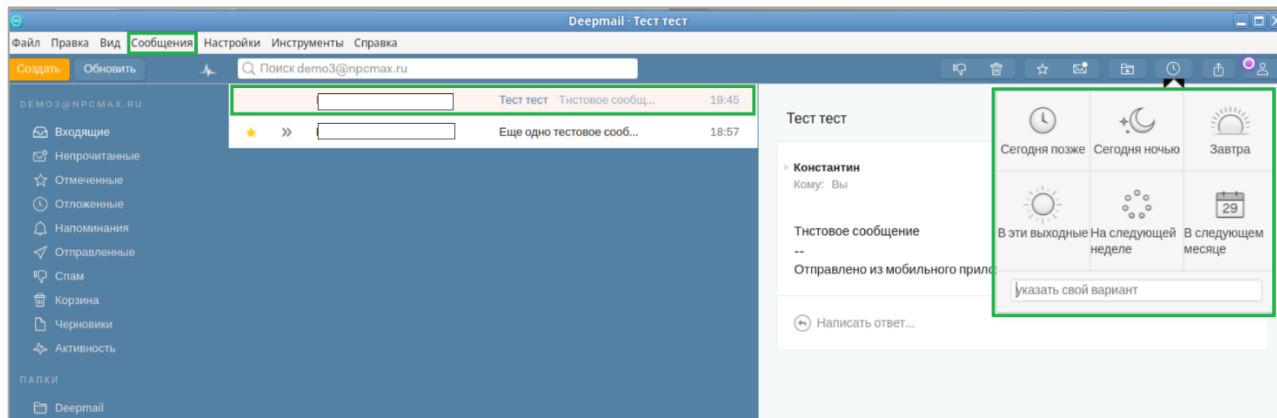 Deepmail · Тест тест
Файл Правка Вид Сообщения Настройки Инструменты Справка
Создать Обновить Поиск demo3@npcmax.ru
DEMO3@NPCMAX.RU
Входящие
Непрочитанные
Отмеченные
Отложенные
Напоминания
Отправленные
Спам
Корзина
Черновики
Активность
ПАПКИ
Deepmail
Тест тест Тнстовое сообщ... 19:45
Еще одно тестовое сооб... 18:57
Тест тест
Константин
Кому: Вы
Тнстовое сообщение
--
Отправлено из мобильного прило
Написать ответ...
Сегодня позже Сегодня ночью Завтра
29
В эти выходные На следующей неделе В следующем месяце
указать свой вариант